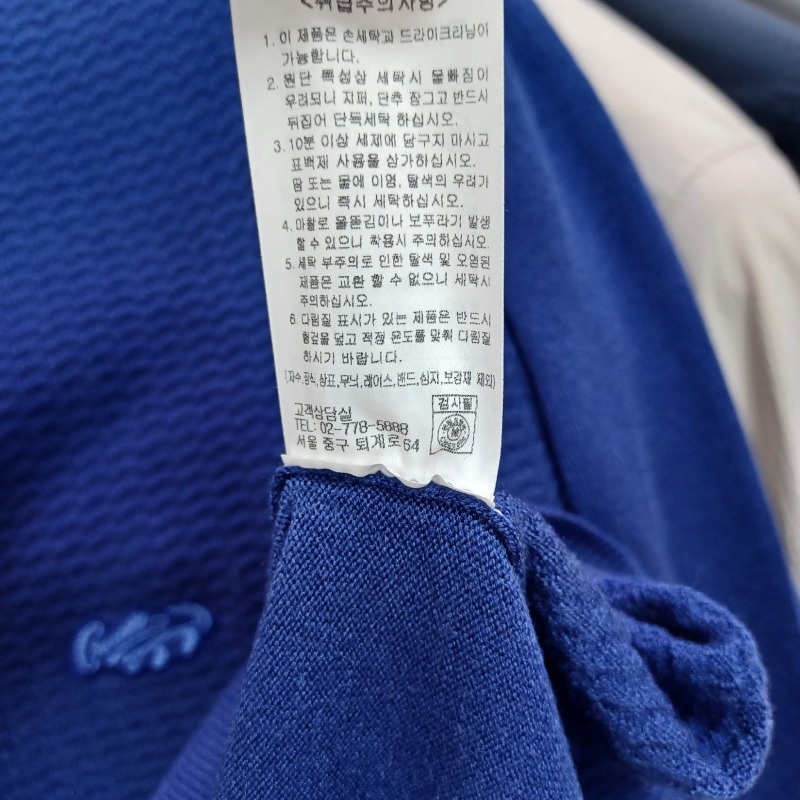 <취급주의사항>
1. 이 제품은 손세탁과 드라이크리닝이
가능합니다.
2. 원단 특성상 세탁시 물빠짐이
우려되니 지퍼, 단추 잠그고 반드시
뒤집어 단독세탁 하십시오.
3. 10분 이상 세제에 담구지 마시고
표백재 사용을 삼가하십시오.
땀 또는 물에 이염, 탈색의 우려가
있으니 즉시 세탁하십시오.
4. 마찰로 올뜯김이나 보푸라기 발생
할 수 있으니 착용시 주의하십시오.
5. 세탁 부주의로 인한 탈색 및 오염된
제품은 교환 할 수 없으니 세탁시
주의하십시오.
6. 다림질 표시가 있는 제품은 반드시
헝겊을 덮고 적정 온도를 맞춰 다림질
하시기 바랍니다.
(자수,장식,상표,무늬,레이스,밴드,심지,보강재 제외)
고객상담실
TEL: 02-778-5888
서울 중구 퇴계로64
검사필